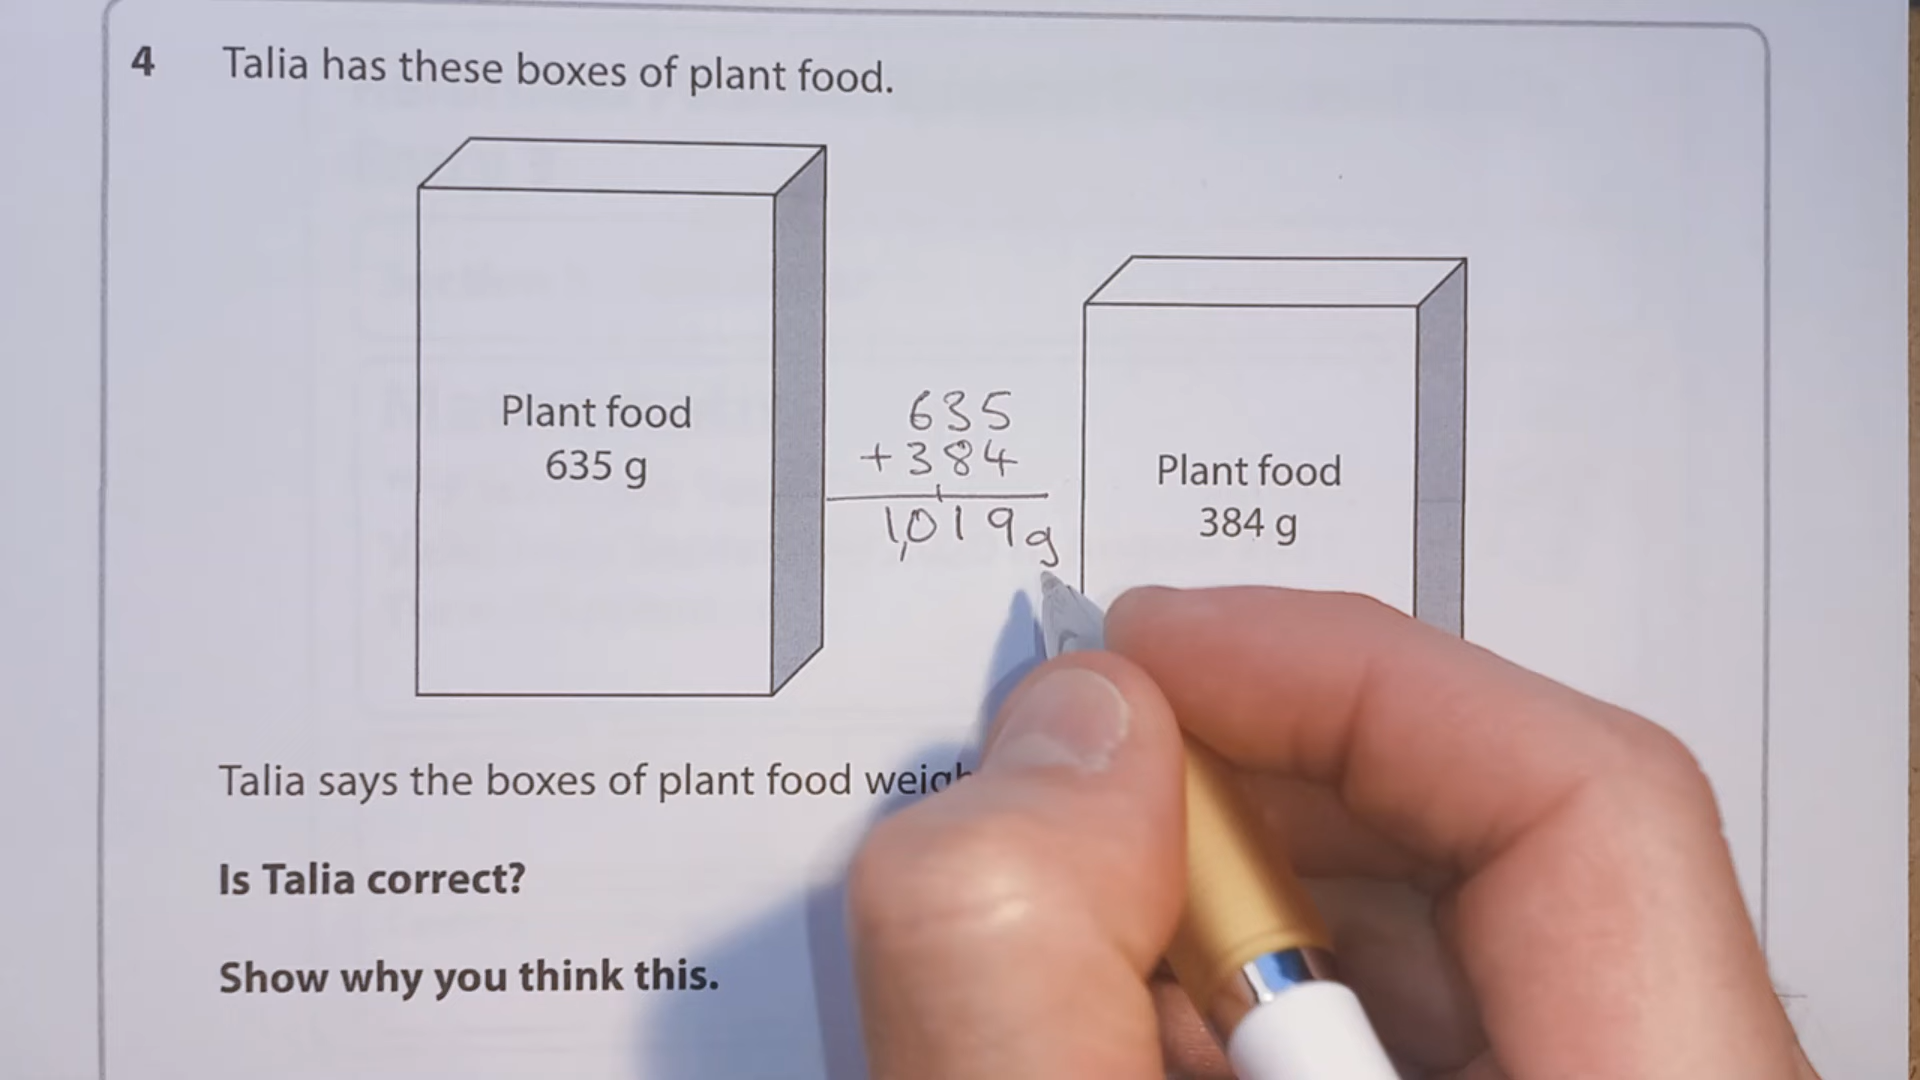 4 Talia has these boxes of plant food.
Plant food
635 g
635
+384
1
1,019g
Plant food
384 g
Talia says the boxes of plant food
Is Talia correct?
Show why you think this.